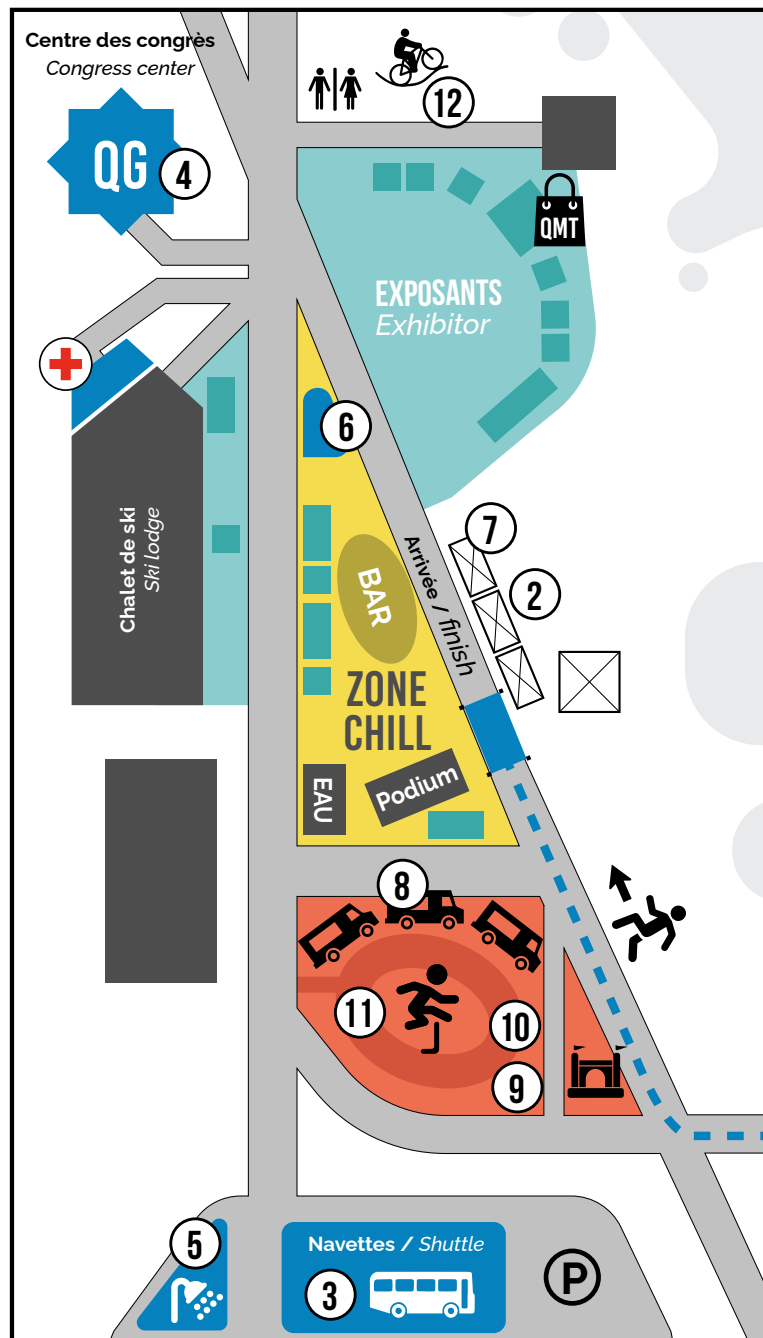 Centre des congrès
Congress center
12
QG
4
QMT
EXPOSANTS
Exhibitor
6
7
2
Arrivée / finish
Chalet de ski
Ski lodge
BAR
ZONE
CHILL
EAU
Podium
8
11
10
9
5
Navettes / Shuttle
3
P